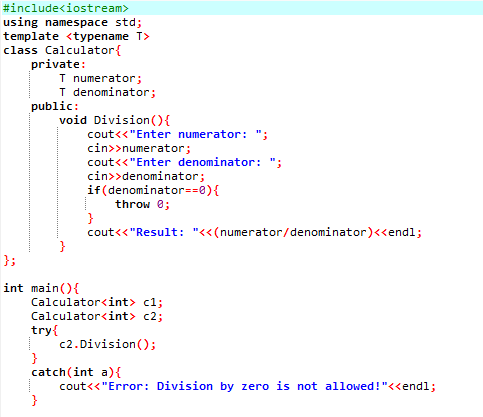 #include<iostream>
using namespace std;
template <typename T>
class Calculator{
    private:
        T numerator;
        T denominator;
    public:
        void Division(){
            cout<<"Enter numerator: ";
            cin>>numerator;
            cout<<"Enter denominator: ";
            cin>>denominator;
            if(denominator==0){
                throw 0;
            }
            cout<<"Result: "<<(numerator/denominator)<<endl;
        }
};

int main(){
    Calculator<int> c1;
    Calculator<int> c2;
    try{
        c2.Division();
    }
    catch(int a){
        cout<<"Error: Division by zero is not allowed!"<<endl;
    }